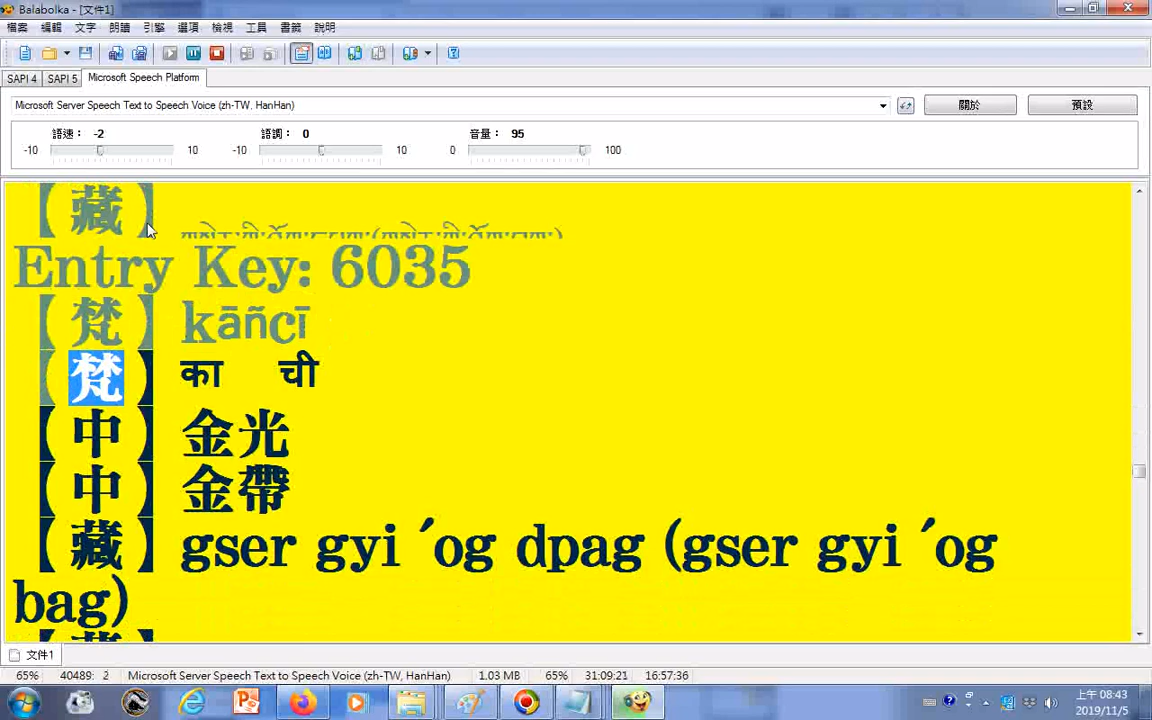 Balabolka - [文件1]
檔案 編輯 文字 朗讀 引擎 選項 檢視 工具 書籤 說明
SAPI 4 SAPI 5 Microsoft Speech Platform
Microsoft Server Speech Text to Speech Voice (zh-TW, HanHan) 關於 預設
語速： -2 語調： 0 音量： 95
-10 10 -10 10 0 100
【 藏 】
Entry Key: 6035
【 梵 】 kāñcī
【 梵 】 का ची
【 中 】 金光
【 中 】 金帶
【 藏 】 gser gyi ´og dpag (gser gyi ´og
bag)
文件1
65% 40489: 2 Microsoft Server Speech Text to Speech Voice (zh-TW, HanHan) 1.03 MB 65% 31:09:21 16:57:36
上午 08:43
2019/11/5